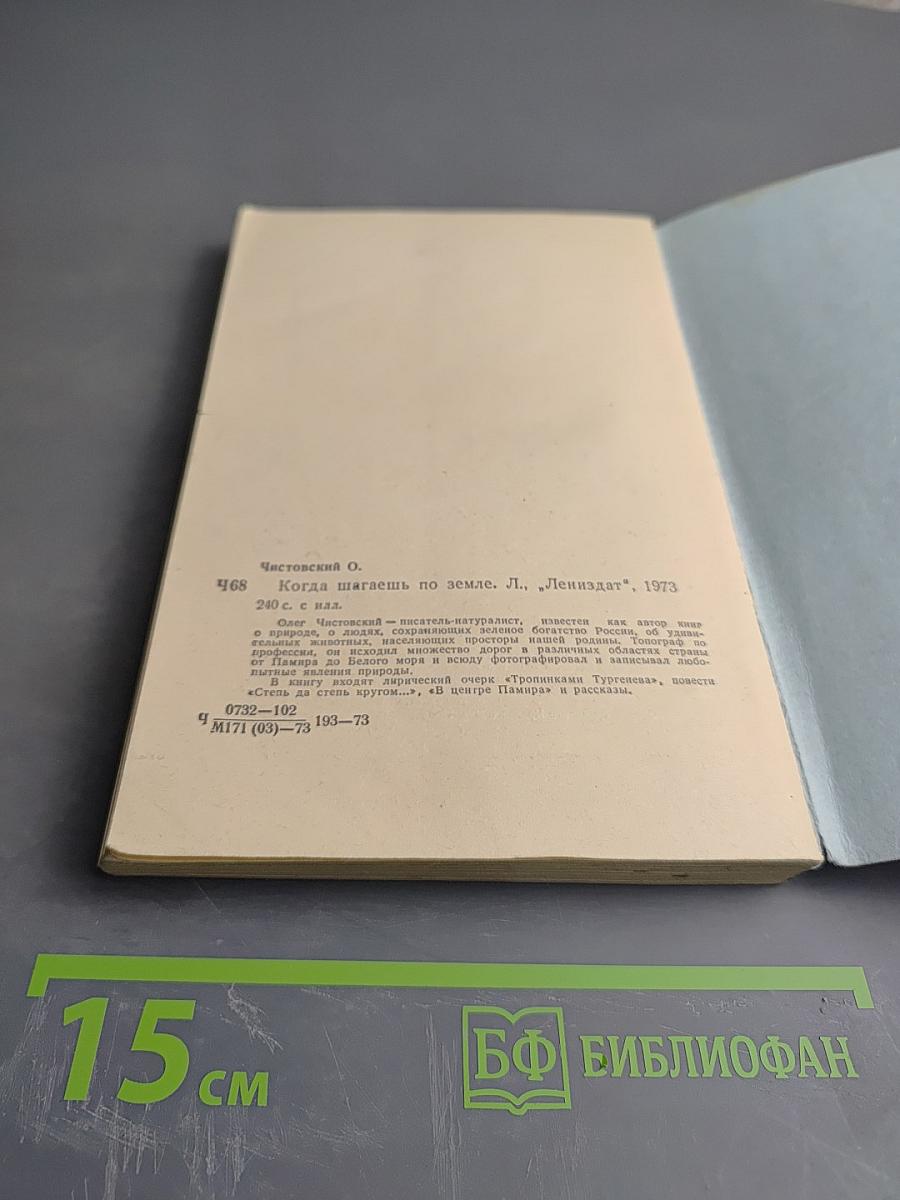 Чистовский О.
Ч68 Когда шагаешь по земле. Л., „Лениздат“, 1973
240 с. с илл.
Олег Чистовский — писатель-натуралист, известен как автор книг
о природе, о людях, сохраняющих зеленое богатство России, об удиви-
тельных животных, населяющих просторы нашей родины. Топограф по
профессии, он исходил множество дорог в различных областях страны
от Памира до Белого моря и всюду фотографировал и записывал любо-
пытные явления природы.
В книгу входят лирический очерк «Тропинками Тургенева», повести
«Степь да степь кругом...», «В центре Памира» и рассказы.
0732—102
Ч М171 (03)—73 193—73
15 см
БФ БИБЛИОФАН